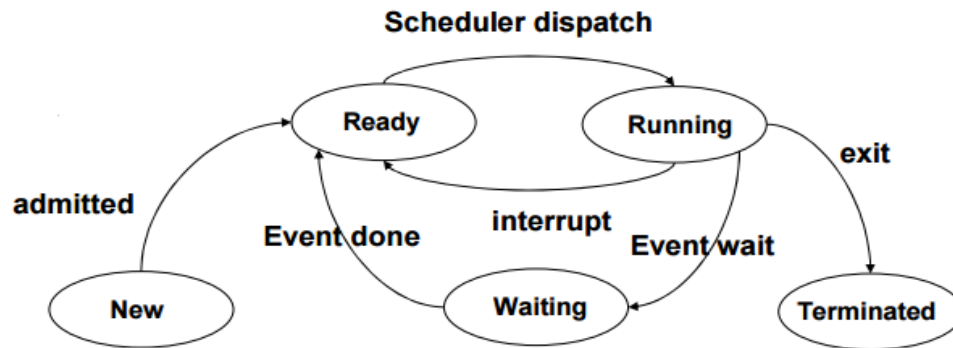 Scheduler dispatch
Ready
Running
exit
admitted
interrupt
Event done
Event wait
New
Waiting
Terminated